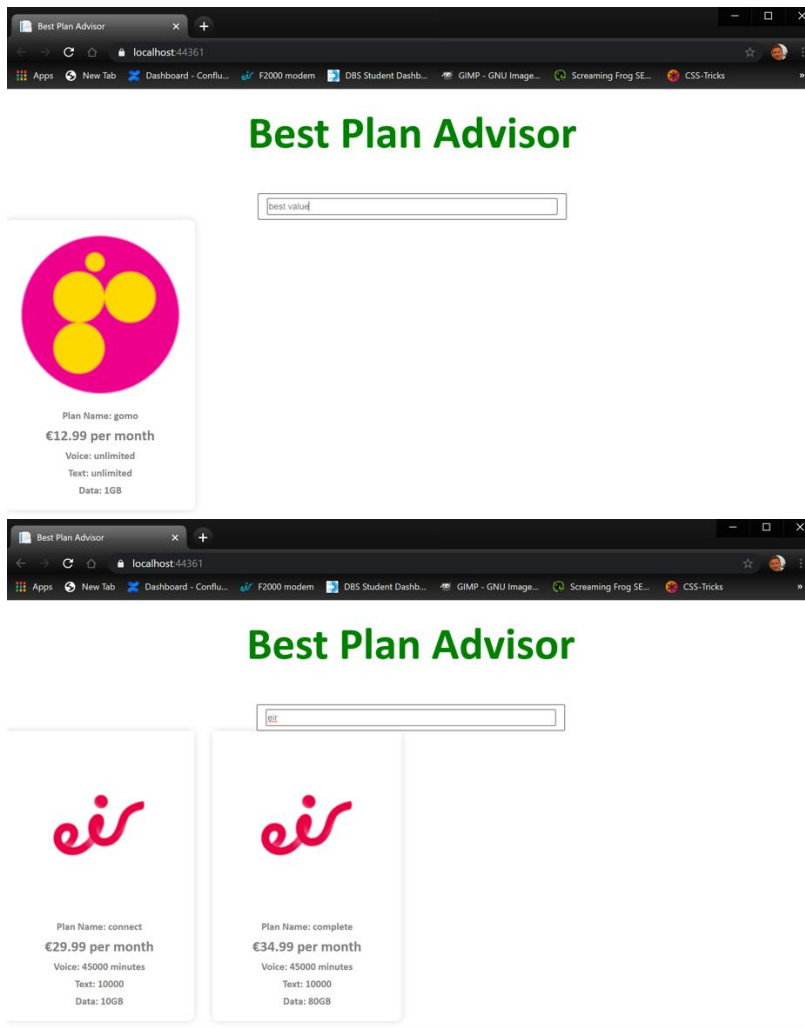 Best Plan Advisor
localhost:44361
Apps New Tab Dashboard - Conflu... F2000 modem DBS Student Dashb... GIMP - GNU Image... Screaming Frog SE... CSS-Tricks »
Best Plan Advisor
best value
Plan Name: gomo
€12.99 per month
Voice: unlimited
Text: unlimited
Data: 1GB
Best Plan Advisor
localhost:44361
Apps New Tab Dashboard - Conflu... F2000 modem DBS Student Dashb... GIMP - GNU Image... Screaming Frog SE... CSS-Tricks »
Best Plan Advisor
eir
eir eir
Plan Name: connect Plan Name: complete
€29.99 per month €34.99 per month
Voice: 45000 minutes Voice: 45000 minutes
Text: 10000 Text: 10000
Data: 10GB Data: 80GB